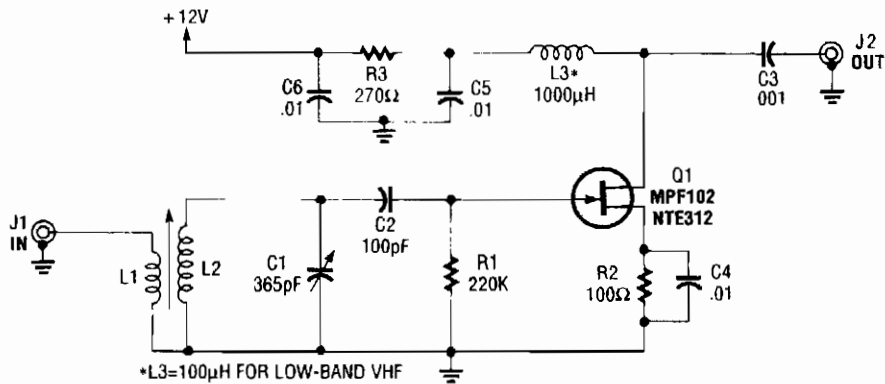 +12V
R3
270Ω
C6
.01
C5
.01
L3*
1000µH
C3
001
J2
OUT
J1
IN
L1
L2
C1
365pF
C2
100pF
R1
220K
Q1
MPF102
NTE312
R2
100Ω
C4
.01
*L3=100µH FOR LOW-BAND VHF